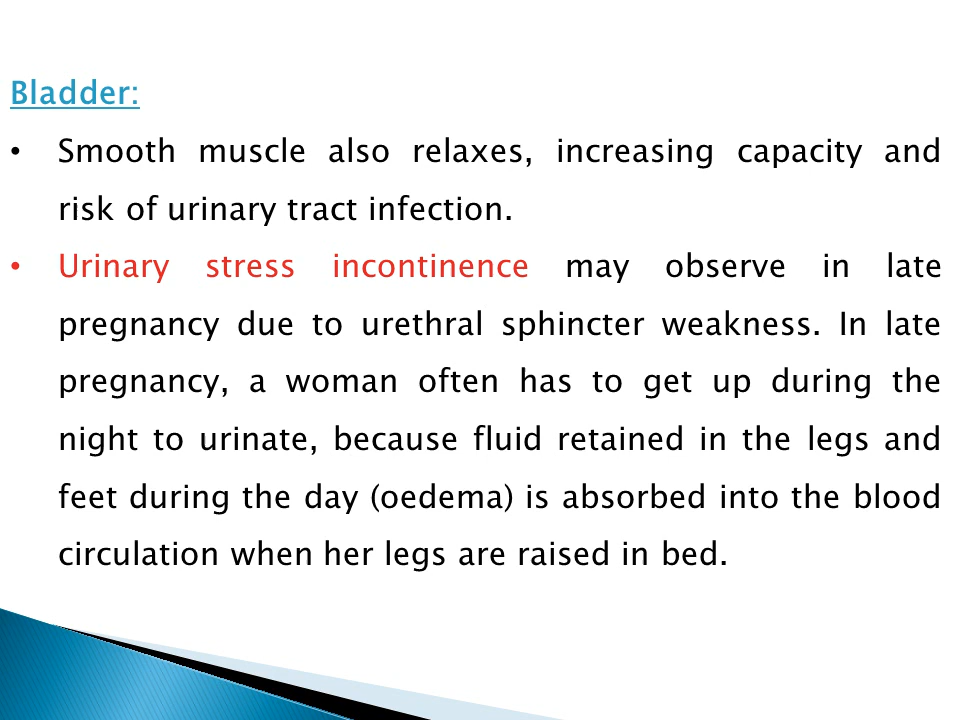 Bladder:
• Smooth muscle also relaxes, increasing capacity and
risk of urinary tract infection.
• Urinary stress incontinence may observe in late
pregnancy due to urethral sphincter weakness. In late
pregnancy, a woman often has to get up during the
night to urinate, because fluid retained in the legs and
feet during the day (oedema) is absorbed into the blood
circulation when her legs are raised in bed.